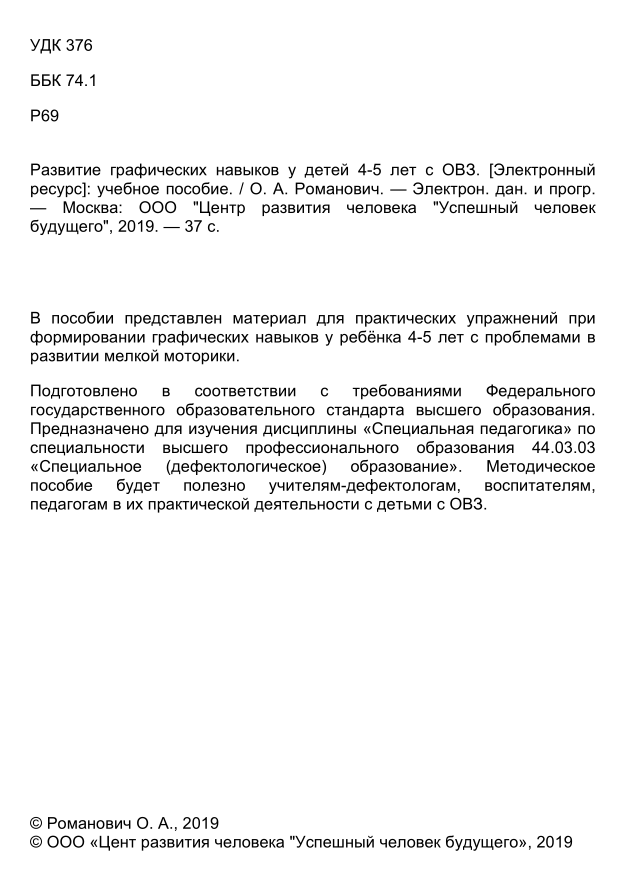 УДК 376
ББК 74.1
Р69
Развитие графических навыков у детей 4-5 лет с ОВЗ. [Электронный
ресурс]: учебное пособие. / О. А. Романович. — Электрон. дан. и прогр.
— Москва: ООО "Центр развития человека "Успешный человек
будущего", 2019. — 37 с.
В пособии представлен материал для практических упражнений при
формировании графических навыков у ребёнка 4-5 лет с проблемами в
развитии мелкой моторики.
Подготовлено в соответствии с требованиями Федерального
государственного образовательного стандарта высшего образования.
Предназначено для изучения дисциплины «Специальная педагогика» по
специальности высшего профессионального образования 44.03.03
«Специальное (дефектологическое) образование». Методическое
пособие будет полезно учителям-дефектологам, воспитателям,
педагогам в их практической деятельности с детьми с ОВЗ.
© Романович О. А., 2019
© ООО «Цент развития человека "Успешный человек будущего», 2019